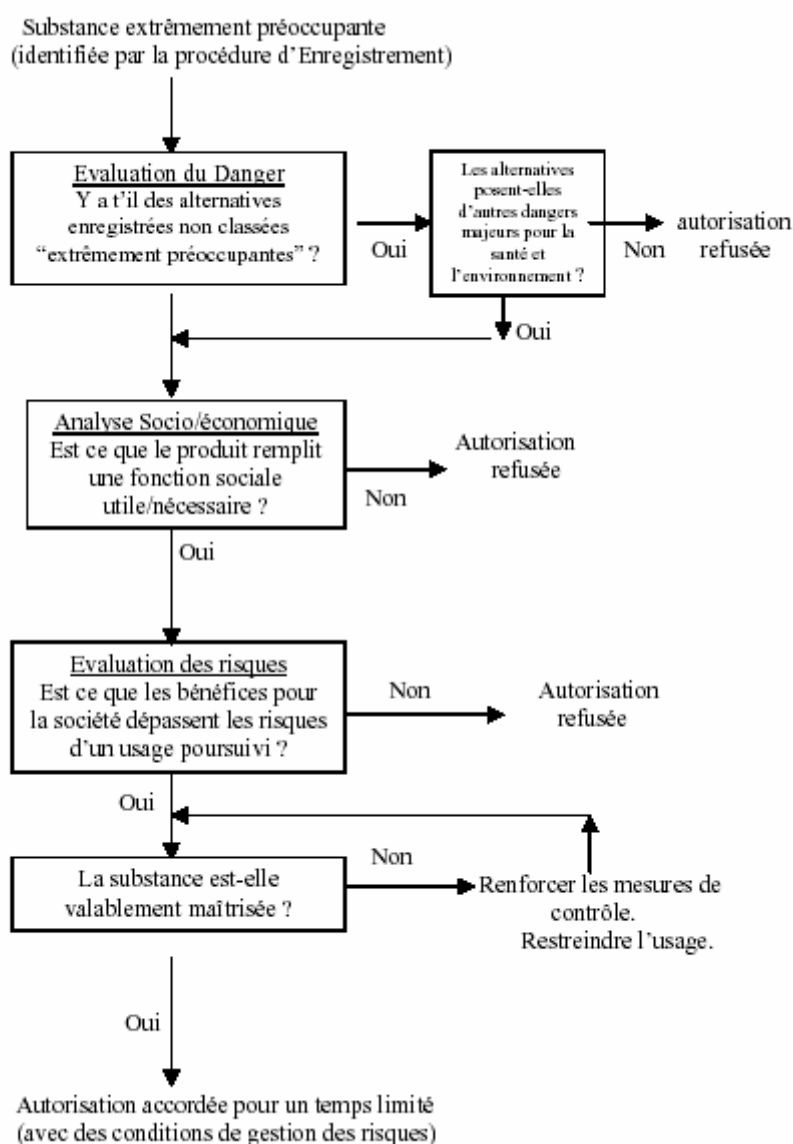 Substance extrêmement préoccupante
(identifiée par la procédure d'Enregistrement)
Evaluation du Danger
Y a t'il des alternatives
enregistrées non classées
“extrêmement préoccupantes” ?
Oui
Les alternatives
posent-elles
d'autres dangers
majeurs pour la
santé et
l'environnement ?
Non
autorisation
refusée
Oui
Analyse Socio/économique
Est ce que le produit remplit
une fonction sociale
utile/nécessaire ?
Non
Autorisation
refusée
Oui
Evaluation des risques
Est ce que les bénéfices pour
la société dépassent les risques
d'un usage poursuivi ?
Non
Autorisation
refusée
Oui
La substance est-elle
valablement maîtrisée ?
Non
Renforcer les mesures de
contrôle.
Restreindre l'usage.
Oui
Autorisation accordée pour un temps limité
(avec des conditions de gestion des risques)